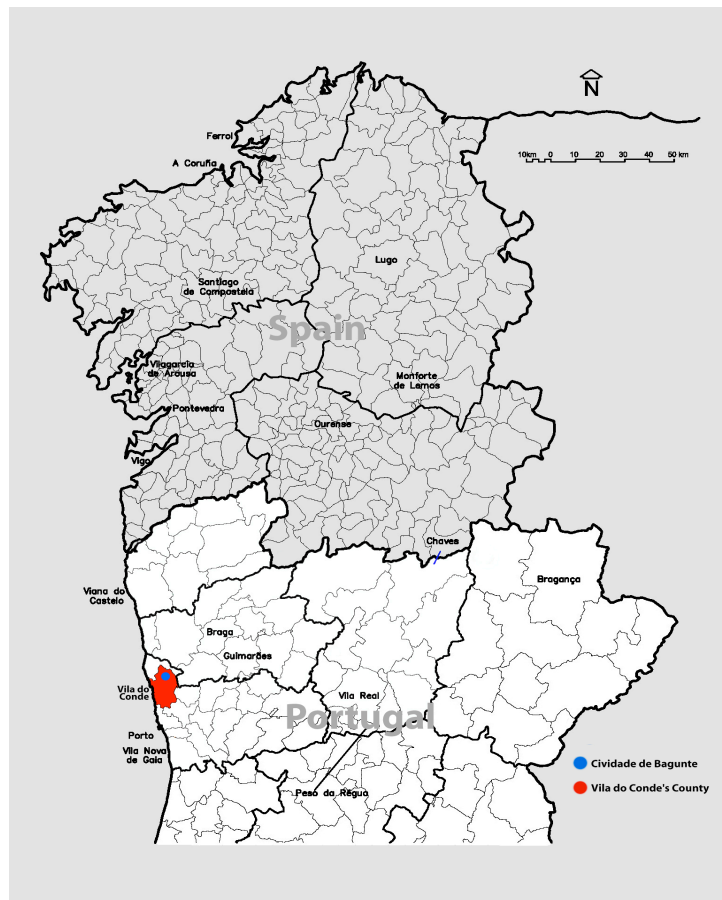 N
Ferrol
A Coruña
10km 0 10 20 30 40 50 km
Lugo
Santiago
de Compostela
Spain
Vilagarcia
de Arousa
Monforte
de Lemos
Pontevedra
Ourense
Vigo
Chaves
Bragança
Viana do
Castelo
Braga
Guimarães
Vila do
Conde
Vila Real
Portugal
Porto
Vila Nova
de Gaia
Cividade de Bagunte
Vila do Conde's County
Peso da Régua